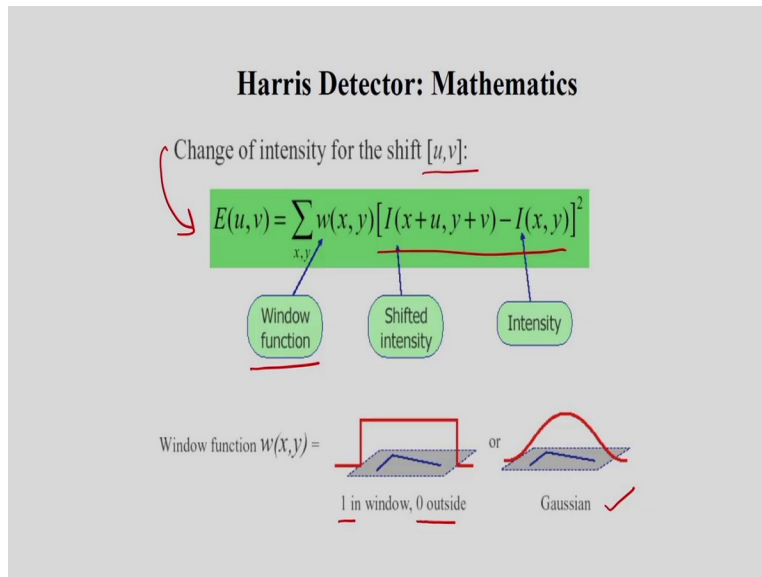 Harris Detector: Mathematics
Change of intensity for the shift [u,v]:
E(u,v) = ∑x,y w(x,y)[I(x+u,y+v)−I(x,y)]²
Window function
Shifted intensity
Intensity
Window function w(x,y) =
or
1 in window, 0 outside
Gaussian